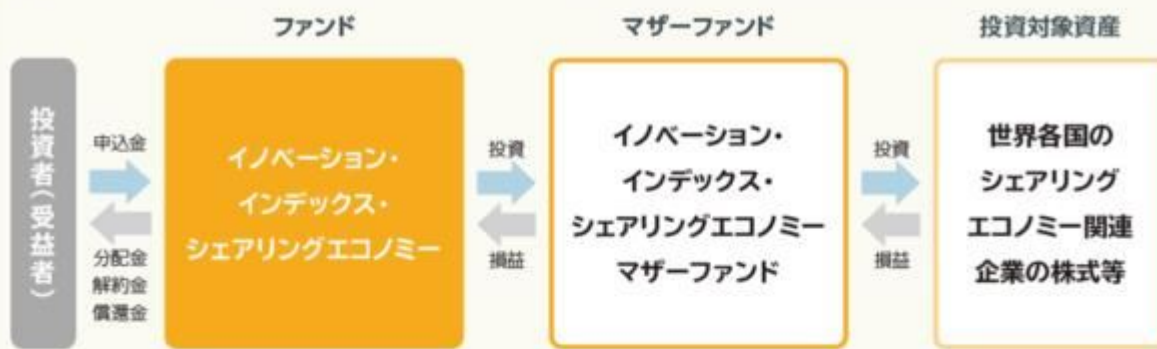 ファンド
マザーファンド
投資対象資産
投資者(受益者)
申込金
分配金
解約金
償還金
イノベーション・
インデックス・
シェアリングエコノミー
投資
損益
イノベーション・
インデックス・
シェアリングエコノミー
マザーファンド
投資
損益
世界各国の
シェアリング
エコノミー関連
企業の株式等